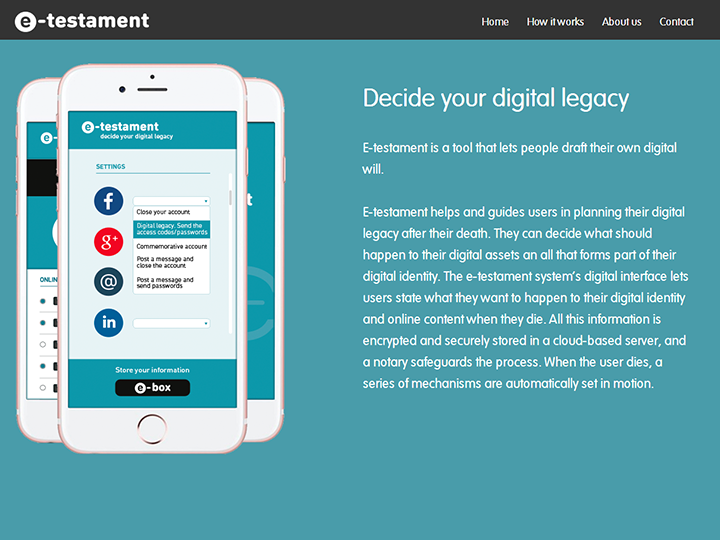 e-testament
Home How it works About us Contact
Decide your digital legacy
E-testament is a tool that lets people draft their own digital
will.
E-testament helps and guides users in planning their digital
legacy after their death. They can decide what should
happen to their digital assets an all that forms part of their
digital identity. The e-testament system's digital interface lets
users state what they want to happen to their digital identity
and online content when they die. All this information is
encrypted and securely stored in a cloud-based server, and
a notary safeguards the process. When the user dies, a
series of mechanisms are automatically set in motion.
e-testament
decide your digital legacy
SETTINGS
f
Close your account
Digital legacy. Send the
access codes/passwords
g+
Commemorative account
Post a message and
close the account
@
Post a message and
send passwords
in
Store your information
e-box